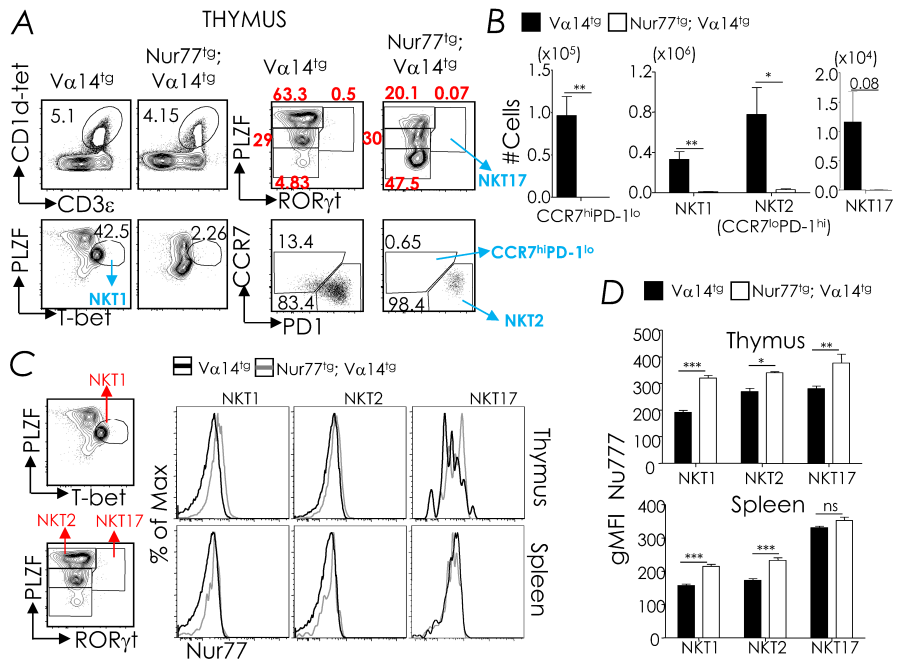 A
THYMUS
Vα14tg
Nur77tg;
Vα14tg
Vα14tg
Nur77tg;
Vα14tg
CD1d-tet
5.1
4.15
CD3ε
PLZF
63.3 0.5
29
4.83
20.1 0.07
30
47.5
NKT17
RORγt
PLZF
42.5
NKT1
2.26
T-bet
CCR7
13.4
83.4
0.65
98.4
CCR7hiPD-1lo
NKT2
PD1
B
Vα14tg Nur77tg; Vα14tg
#Cells
(x10⁵)
1.5
1.0
0.5
0
**
CCR7hiPD-1lo
(x10⁶)
1.2
0.8
0.4
0.0
**
*
NKT1
NKT2
(CCR7loPD-1hi)
(x10⁴)
2.0
1.5
1.0
0.5
0.0
0.08
NKT17
C
NKT1
PLZF
T-bet
NKT2 NKT17
PLZF
RORγt
Vα14tg Nur77tg; Vα14tg
NKT1 NKT2 NKT17
Thymus
Spleen
% of Max
Nur77
D
Vα14tg Nur77tg; Vα14tg
gMFI Nu777
Thymus
500
400
300
200
100
0
***
*
**
NKT1 NKT2 NKT17
Spleen
400
300
200
100
0
***
***
ns
NKT1 NKT2 NKT17